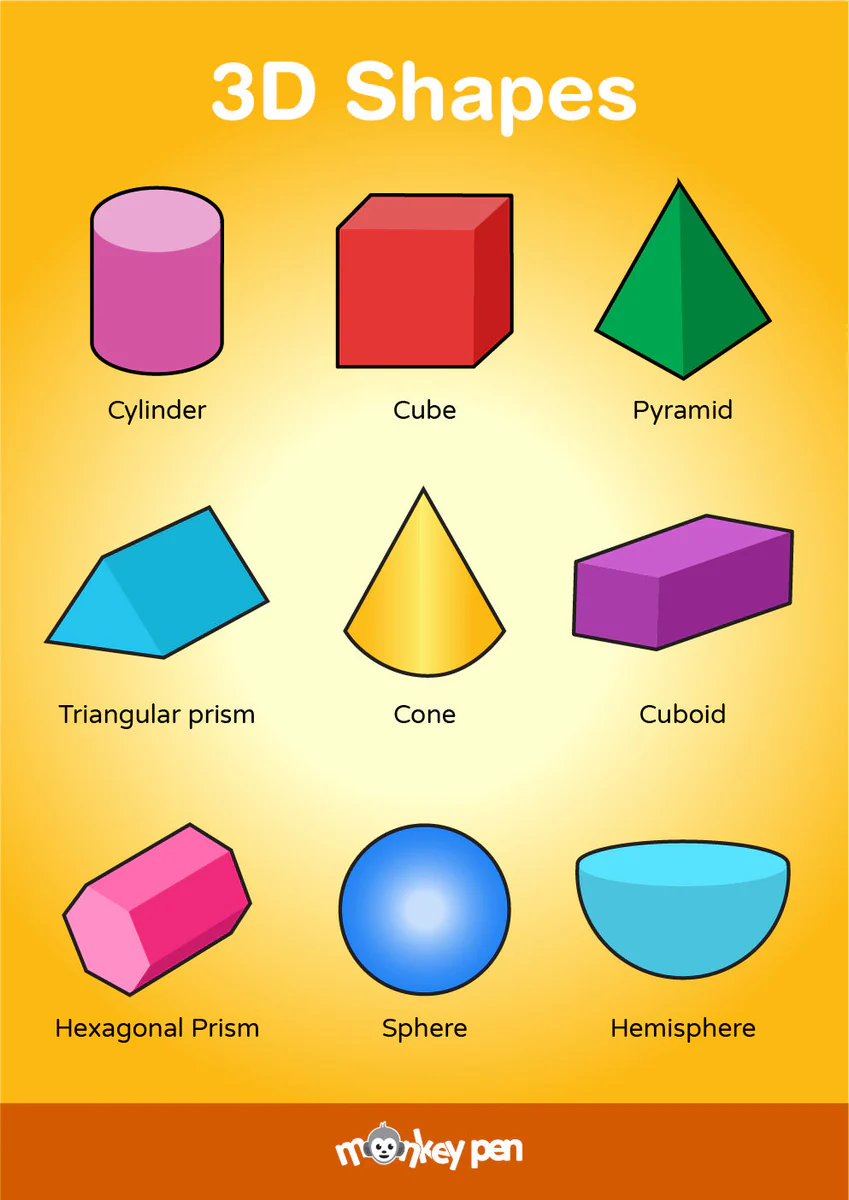 3D Shapes
Cylinder
Cube
Pyramid
Triangular prism
Cone
Cuboid
Hexagonal Prism
Sphere
Hemisphere
monkey pen